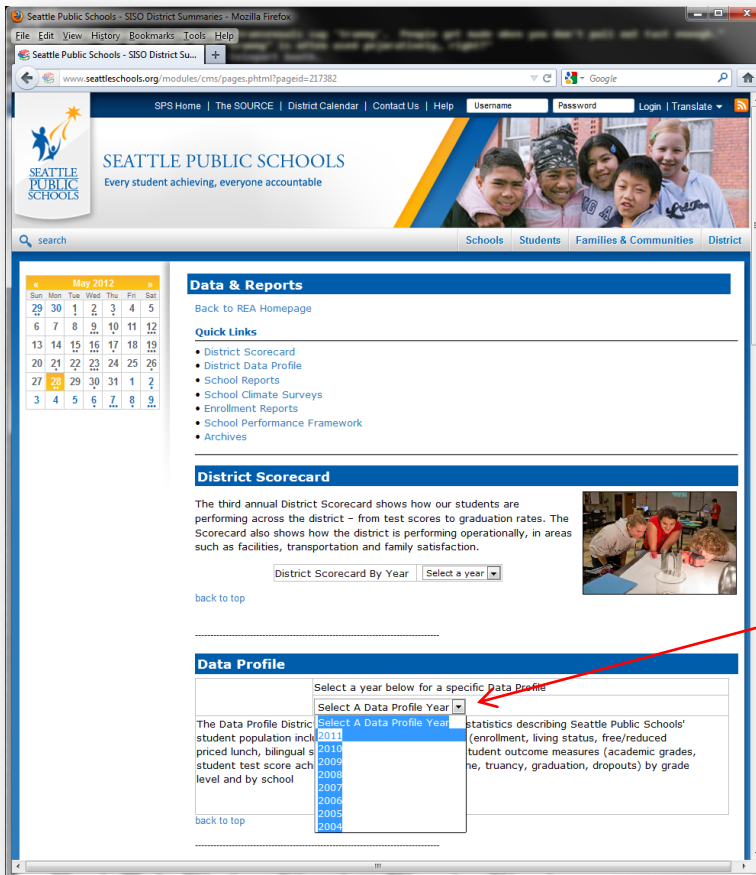 Seattle Public Schools - SISO District Summaries - Mozilla Firefox
File Edit View History Bookmarks Tools Help
Seattle Public Schools - SISO District Su... +
www.seattleschools.org/modules/cms/pages.phtml?pageid=217382
Google
SPS Home | The SOURCE | District Calendar | Contact Us | Help Username Password Login | Translate
SEATTLE
PUBLIC
SCHOOLS
SEATTLE PUBLIC SCHOOLS
Every student achieving, everyone accountable
search
Schools Students Families & Communities District
« May 2012 »
Sun Mon Tue Wed Thu Fri Sat
29 30 1 2 3 4 5
6 7 8 9 10 11 12
13 14 15 16 17 18 19
20 21 22 23 24 25 26
27 28 29 30 31 1 2
3 4 5 6 7 8 9
Data & Reports
Back to REA Homepage
Quick Links
• District Scorecard
• District Data Profile
• School Reports
• School Climate Surveys
• Enrollment Reports
• School Performance Framework
• Archives
District Scorecard
The third annual District Scorecard shows how our students are
performing across the district – from test scores to graduation rates. The
Scorecard also shows how the district is performing operationally, in areas
such as facilities, transportation and family satisfaction.
District Scorecard By Year Select a year
back to top
--------------------------------------------------------------------------------
Data Profile
Select a year below for a specific Data Profile
Select A Data Profile Year
Select A Data Profile Year
2011
2010
2009
2008
2007
2006
2005
2004
The Data Profile Distric statistics describing Seattle Public Schools'
student population inclu (enrollment, living status, free/reduced
priced lunch, bilingual s tudent outcome measures (academic grades,
student test score ach ne, truancy, graduation, dropouts) by grade
level and by school
back to top
--------------------------------------------------------------------------------